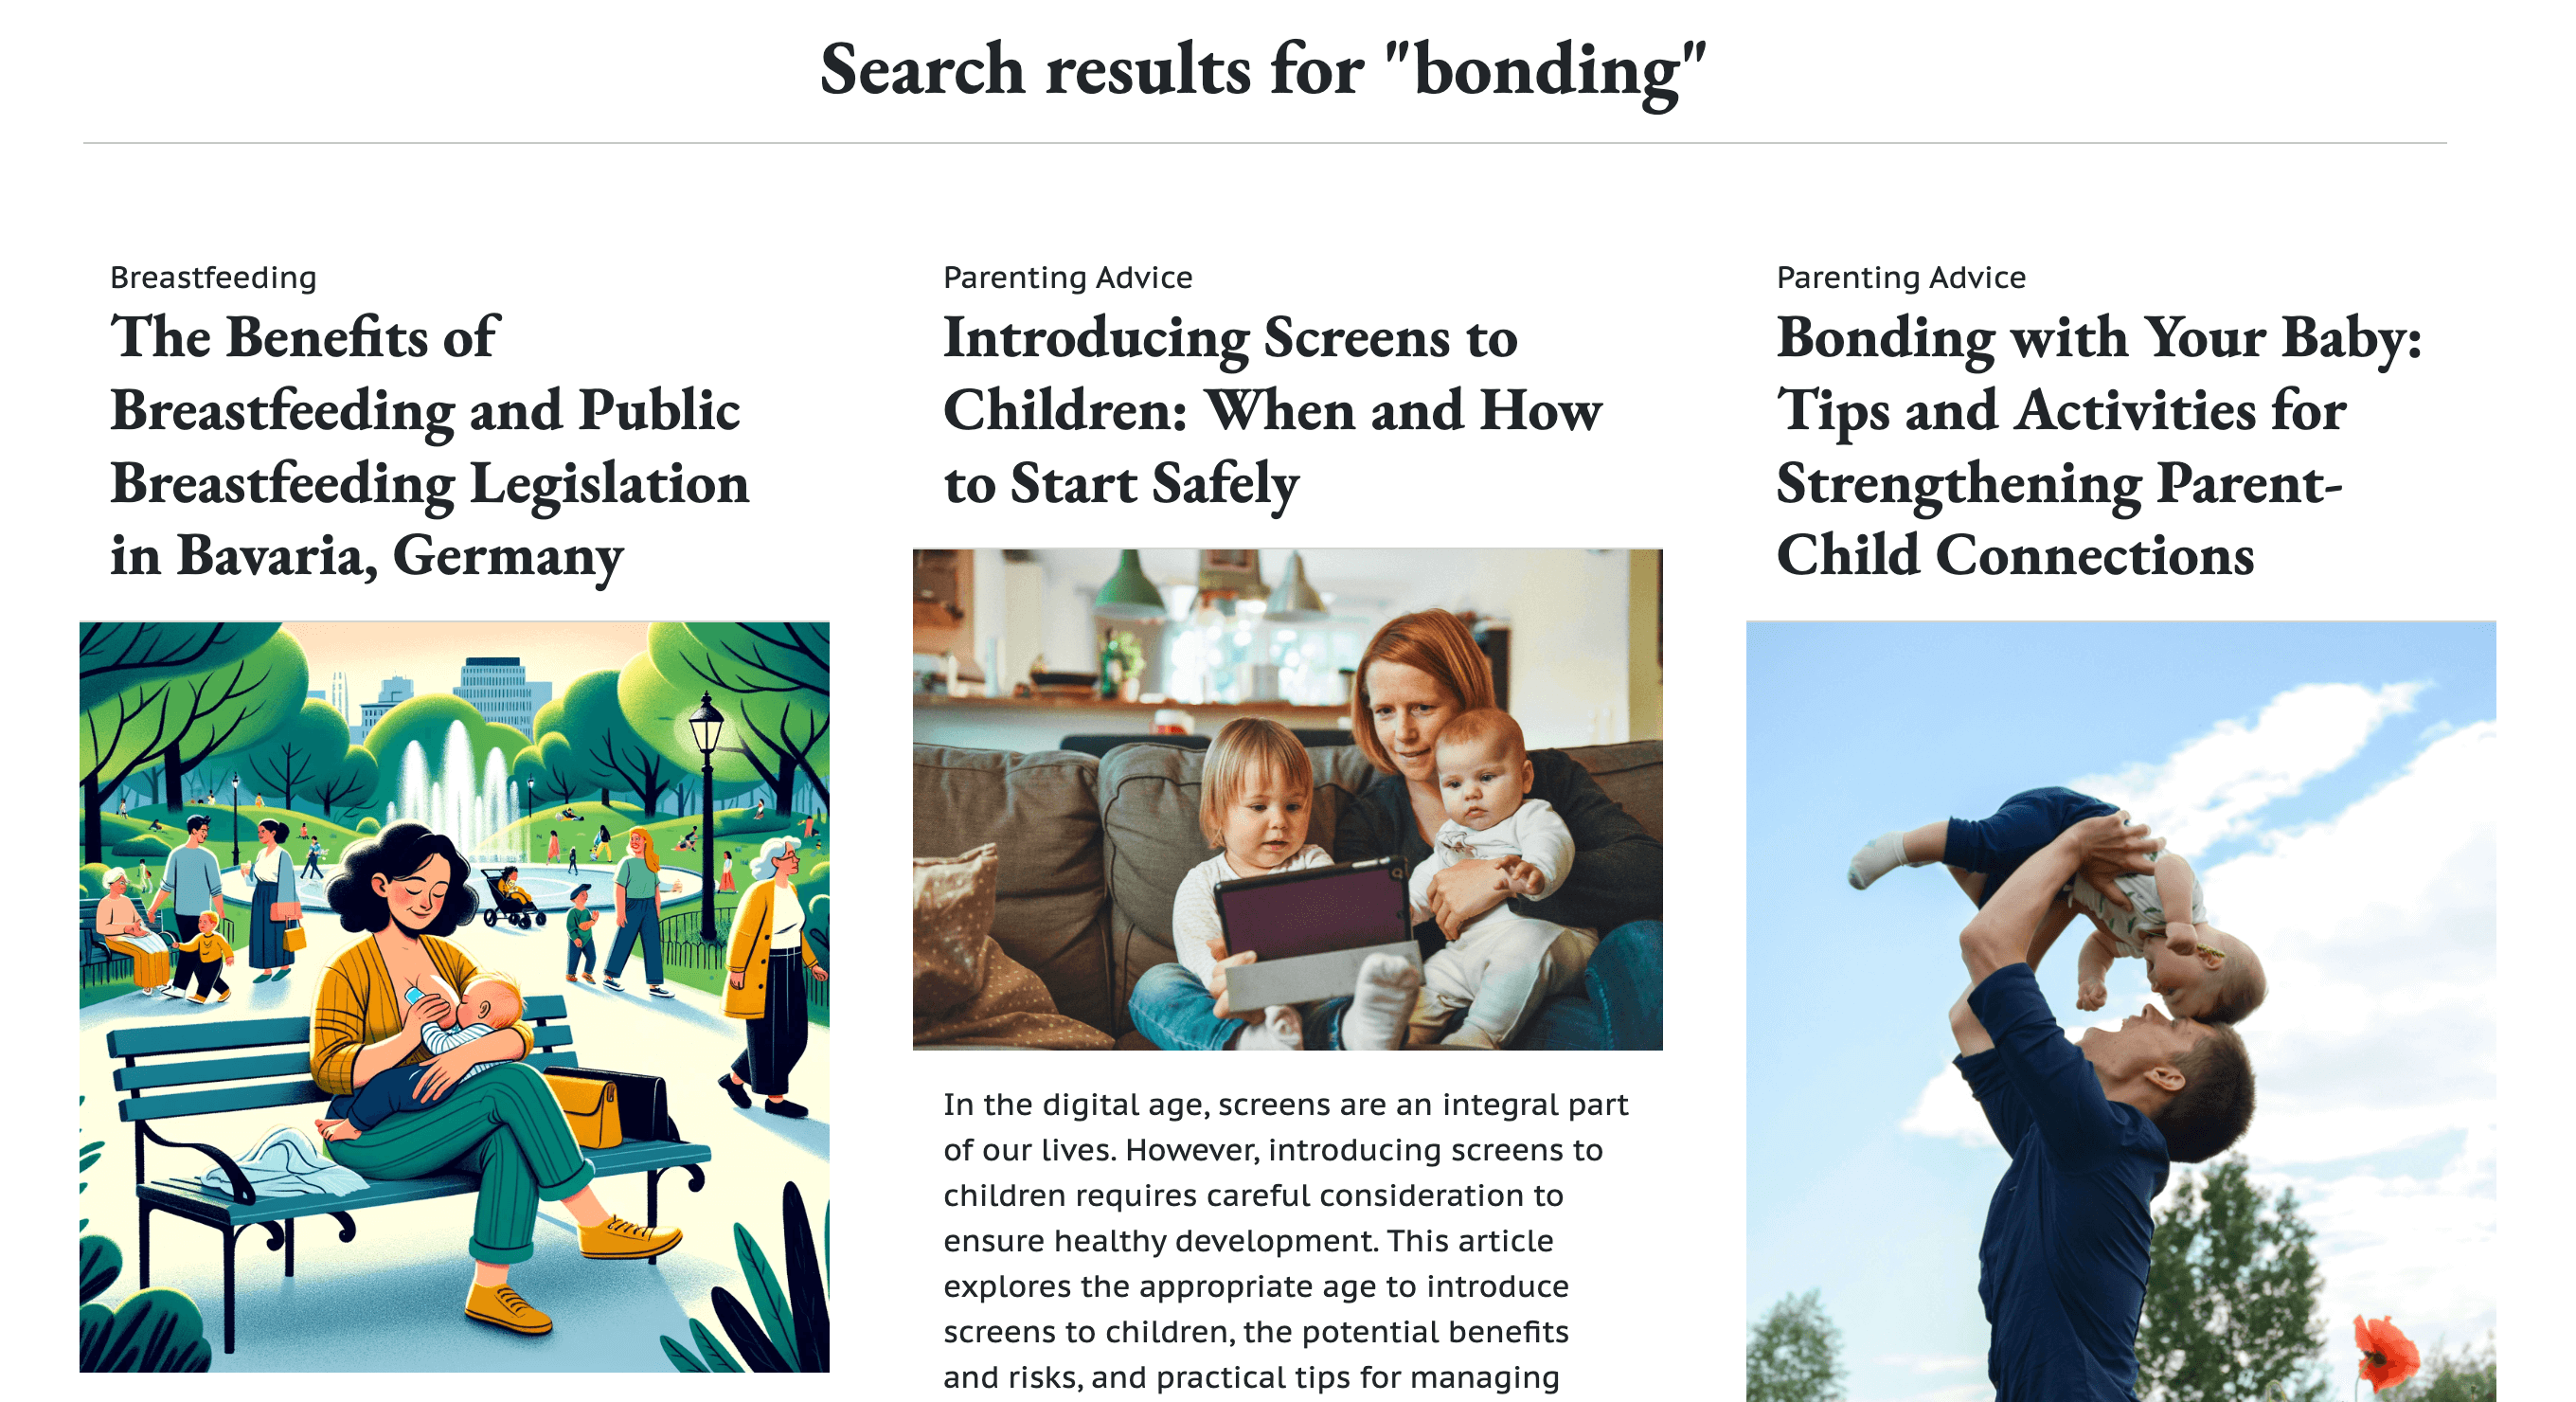 Search results for "bonding"
Breastfeeding
The Benefits of
Breastfeeding and Public
Breastfeeding Legislation
in Bavaria, Germany
Parenting Advice
Introducing Screens to
Children: When and How
to Start Safely
In the digital age, screens are an integral part
of our lives. However, introducing screens to
children requires careful consideration to
ensure healthy development. This article
explores the appropriate age to introduce
screens to children, the potential benefits
and risks, and practical tips for managing
Parenting Advice
Bonding with Your Baby:
Tips and Activities for
Strengthening Parent-
Child Connections